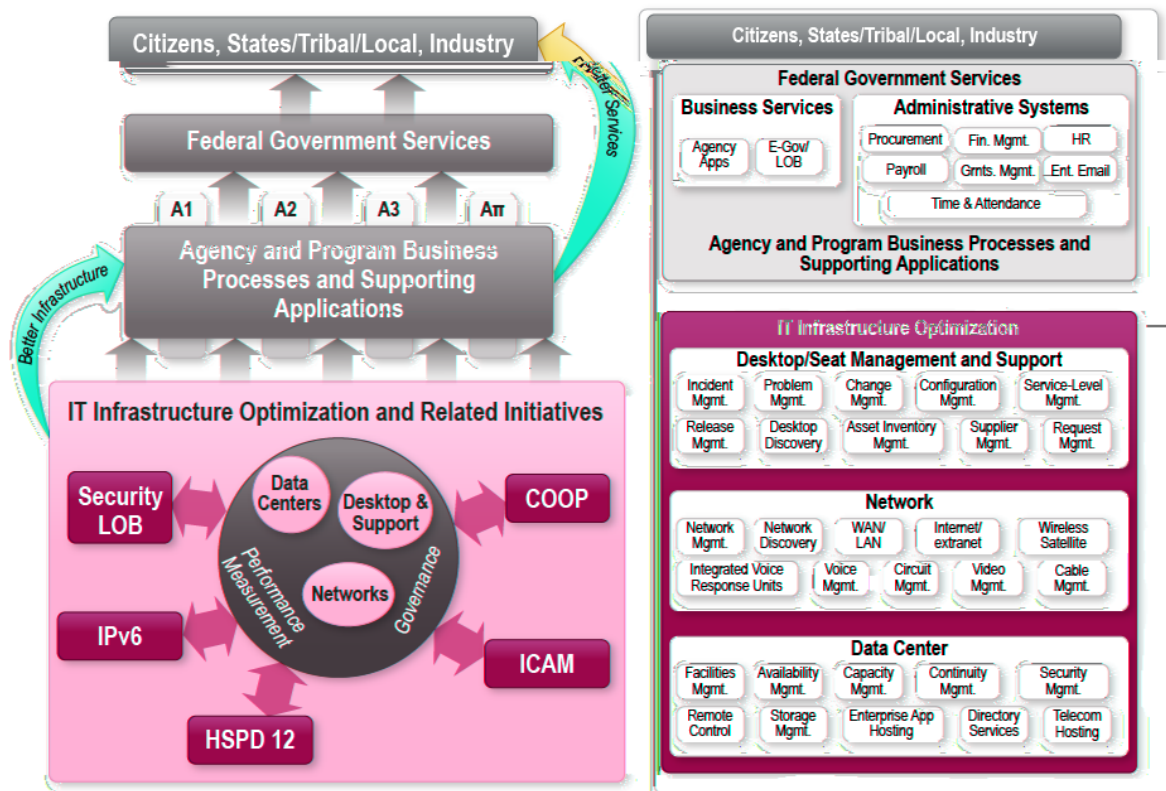 Citizens, States/Tribal/Local, Industry
Better Services
Federal Government Services
A1
A2
A3
Aπ
Agency and Program Business
Processes and Supporting
Applications
Better Infrastructure
IT Infrastructure Optimization and Related Initiatives
Security
LOB
Data
Centers
Desktop &
Support
COOP
Performance
Measurement
Governance
Networks
IPv6
ICAM
HSPD 12
Citizens, States/Tribal/Local, Industry
Federal Government Services
Business Services
Agency
Apps
E-Gov/
LOB
Administrative Systems
Procurement
Fin. Mgmt.
HR
Payroll
Grnts. Mgmt.
Ent. Email
Time & Attendance
Agency and Program Business Processes and
Supporting Applications
IT Infrastructure Optimization
Desktop/Seat Management and Support
Incident
Mgmt.
Problem
Mgmt.
Change
Mgmt.
Configuration
Mgmt.
Service-Level
Mgmt.
Release
Mgmt.
Desktop
Discovery
Asset Inventory
Mgmt.
Supplier
Mgmt.
Request
Mgmt.
Network
Network
Mgmt.
Network
Discovery
WAN/
LAN
Internet/
extranet
Wireless
Satellite
Integrated Voice
Response Units
Voice
Mgmt.
Circuit
Mgmt.
Video
Mgmt.
Cable
Mgmt.
Data Center
Facilities
Mgmt.
Availability
Mgmt.
Capacity
Mgmt.
Continuity
Mgmt.
Security
Mgmt.
Remote
Control
Storage
Mgmt.
Enterprise App
Hosting
Directory
Services
Telecom
Hosting